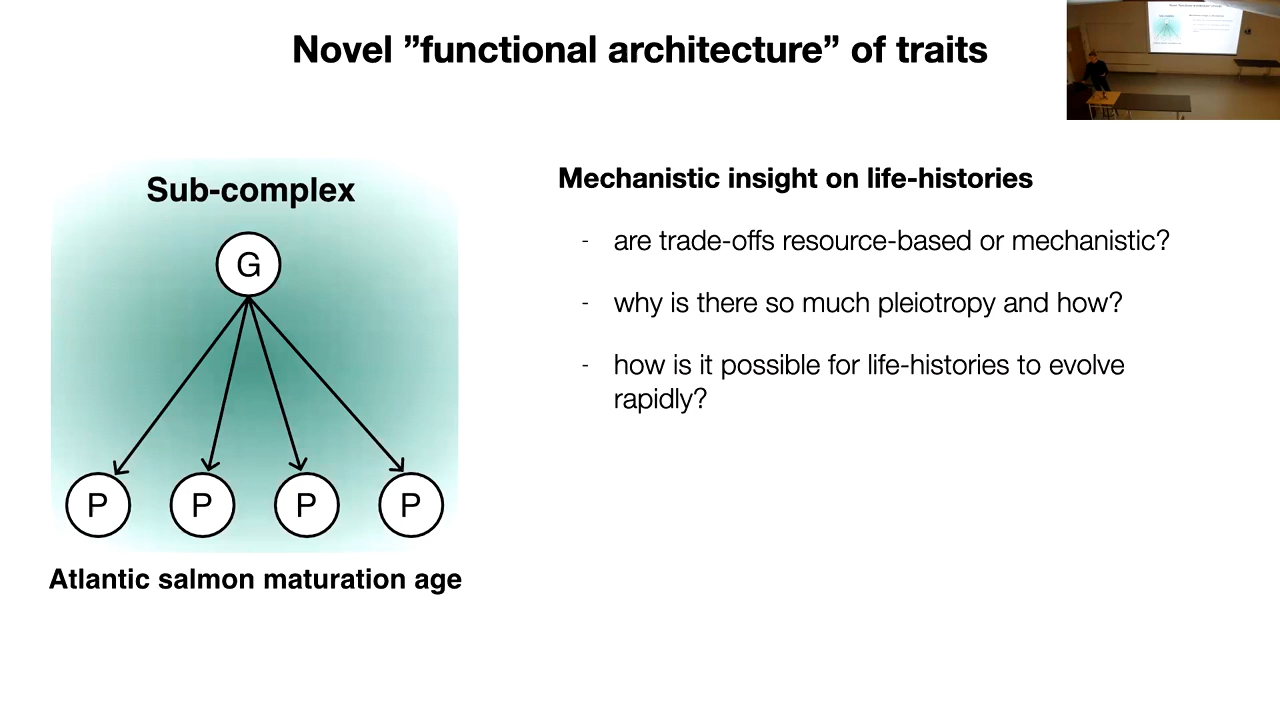 Novel ”functional architecture” of traits
Sub-complex
G
P P P P
Atlantic salmon maturation age
Mechanistic insight on life-histories
- are trade-offs resource-based or mechanistic?
- why is there so much pleiotropy and how?
- how is it possible for life-histories to evolve
rapidly?